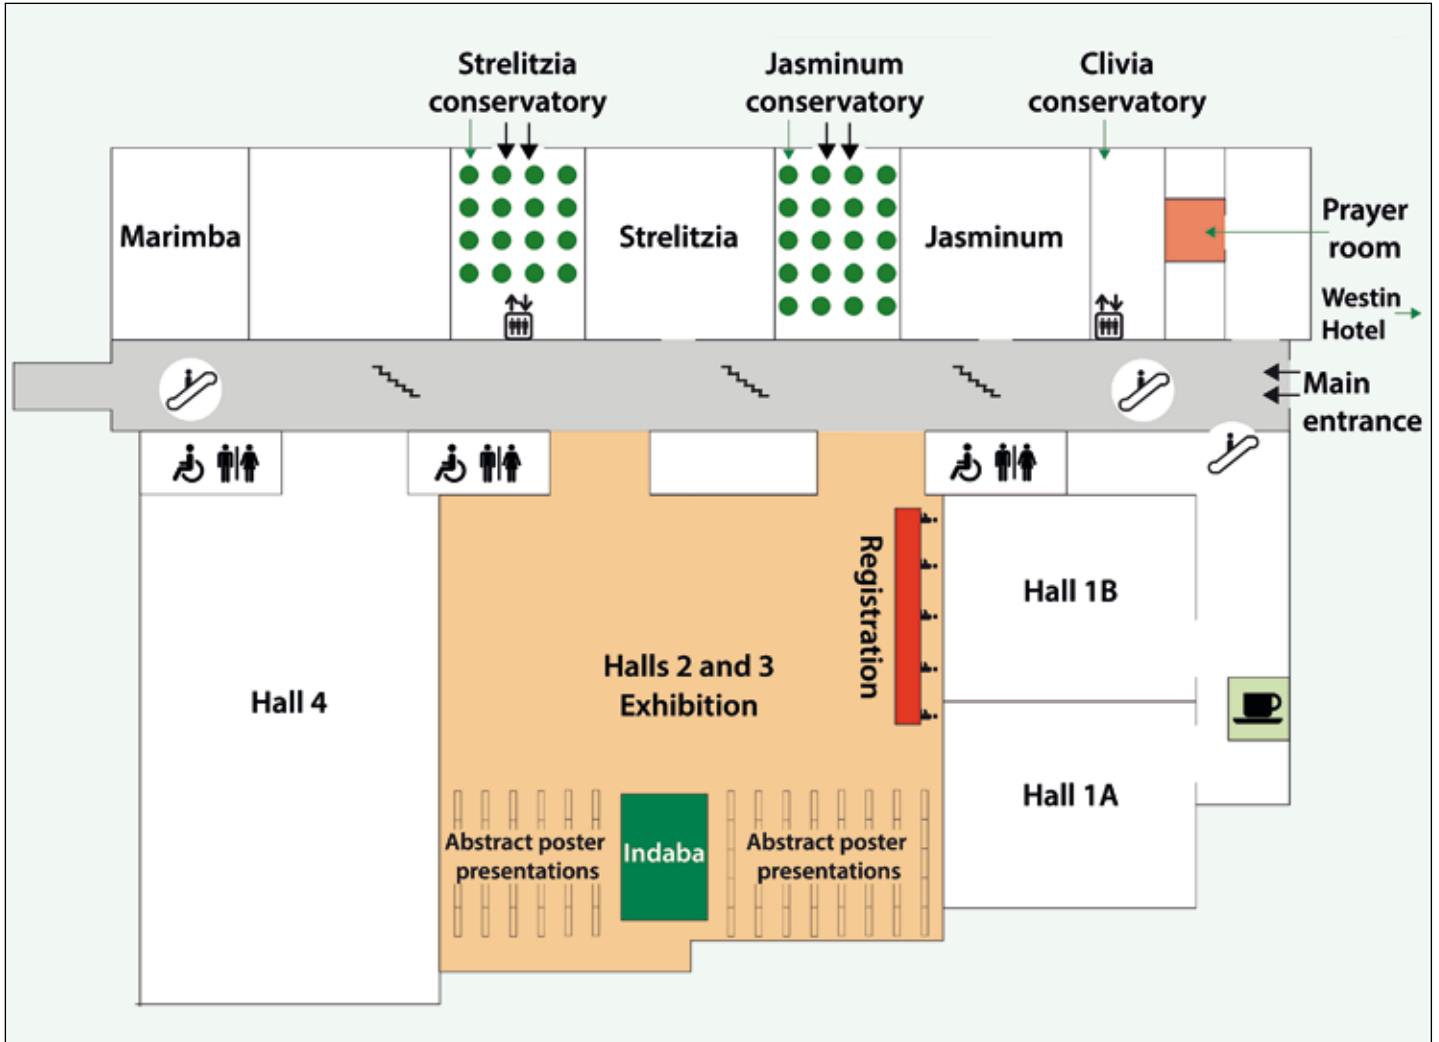 Strelitzia
conservatory
Jasminum
conservatory
Clivia
conservatory
Marimba
Strelitzia
Jasminum
Prayer
room
Westin
Hotel
Main
entrance
Registration
Hall 1B
Halls 2 and 3
Exhibition
Hall 4
Hall 1A
Abstract poster
presentations
Indaba
Abstract poster
presentations